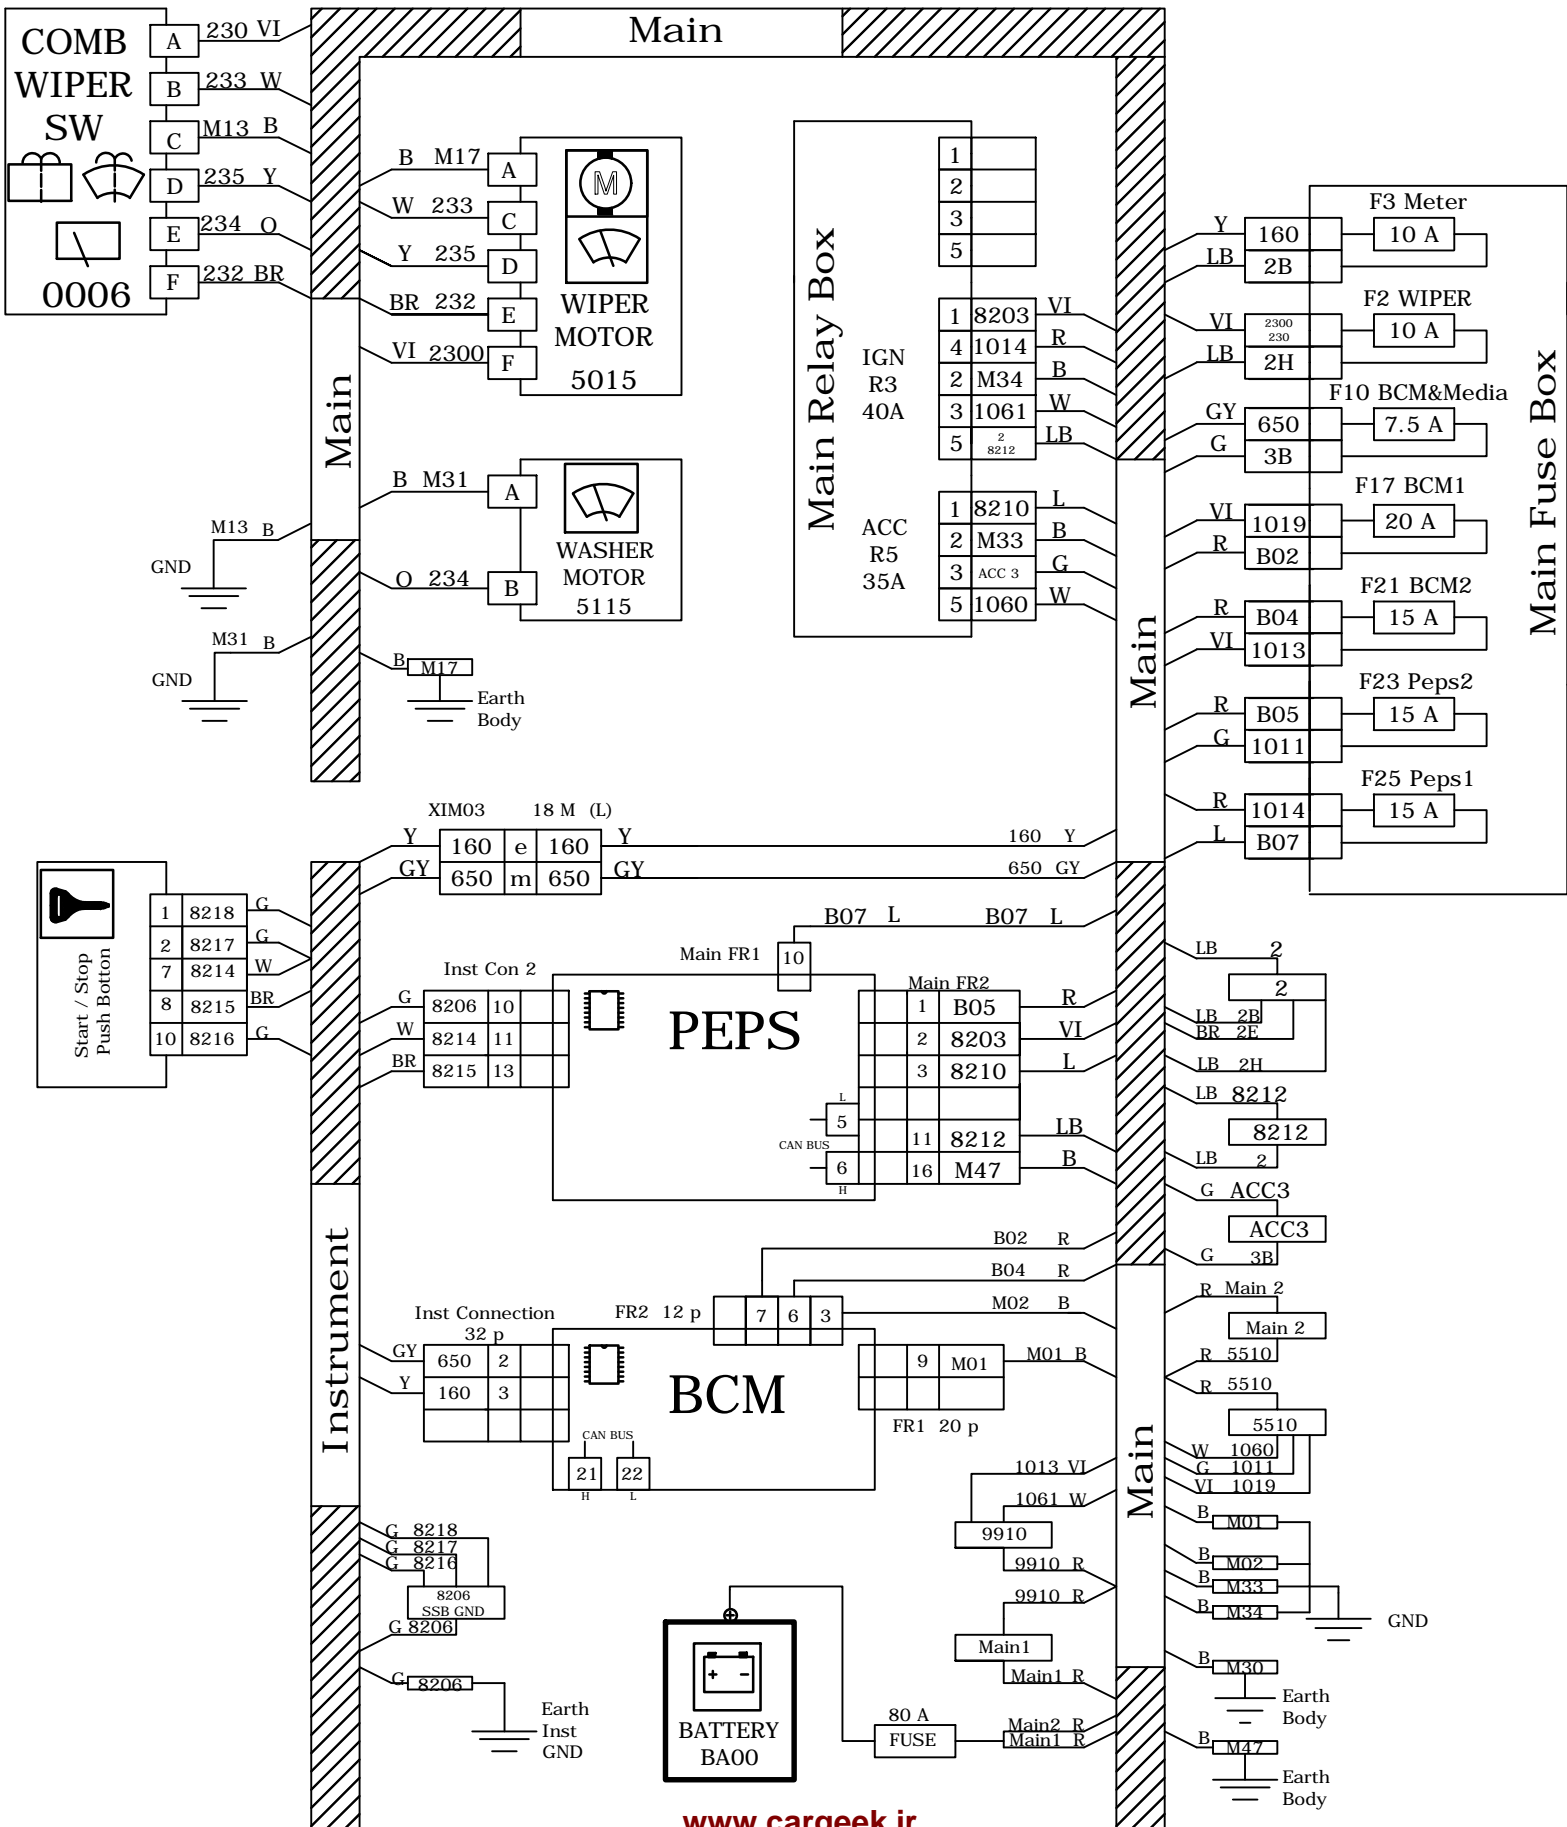 COMB
WIPER
SW
0006
A 230 VI
B 233 W
C M13 B
D 235 Y
E 234 O
F 232 BR
Main
Main
B M17 A
W 233 C
Y 235 D
BR 232 E
VI 2300 F
M
WIPER
MOTOR
5015
B M31 A
O 234 B
WASHER
MOTOR
5115
M13 B
GND
M31 B
GND
B M17
Earth
Body
Main Relay Box
1
2
3
5
IGN
R3
40A
1 8203 VI
4 1014 R
2 M34 B
3 1061 W
5 2 8212 LB
ACC
R5
35A
1 8210 L
2 M33 B
3 ACC 3 G
5 1060 W
Main
Main Fuse Box
F3 Meter
Y 160 10 A
LB 2B
F2 WIPER
VI 2300 230 10 A
LB 2H
F10 BCM&Media
GY 650 7.5 A
G 3B
F17 BCM1
VI 1019 20 A
R B02
F21 BCM2
R B04 15 A
VI 1013
F23 Peps2
R B05 15 A
G 1011
F25 Peps1
R 1014 15 A
L B07
XIM03 18 M (L)
Y 160 e 160 Y 160 Y
GY 650 m 650 GY 650 GY
Start / Stop
Push Botton
1 8218 G
2 8217 G
7 8214 W
8 8215 BR
10 8216 G
B07 L B07 L
Main FR1 10
Inst Con 2
G 8206 10
W 8214 11
BR 8215 13
PEPS
Main FR2
1 B05 R
2 8203 VI
3 8210 L
11 8212 LB
16 M47 B
L
5
CAN BUS
6
H
LB 2
2
LB 2B
BR 2E
LB 2H
LB 8212
8212
LB 2
G ACC3
ACC3
G 3B
Instrument
B02 R
B04 R
M02 B
FR2 12 p 7 6 3
Inst Connection
32 p
GY 650 2
Y 160 3
BCM
9 M01 M01 B
FR1 20 p
CAN BUS
21 22
H L
Main
R Main 2
Main 2
R 5510
R 5510
5510
W 1060
G 1011
VI 1019
1013 VI
1061 W
9910
9910 R
9910 R
Main1
Main1 R
B M01
B M02
B M33
B M34
GND
B M30
Earth
Body
B M47
Earth
Body
G 8218
G 8217
G 8216
8206
SSB GND
G 8206
G 8206
Earth
Inst
GND
+ -
BATTERY
BA00
80 A
FUSE
Main2 R
Main1 R
www.cargeek.ir